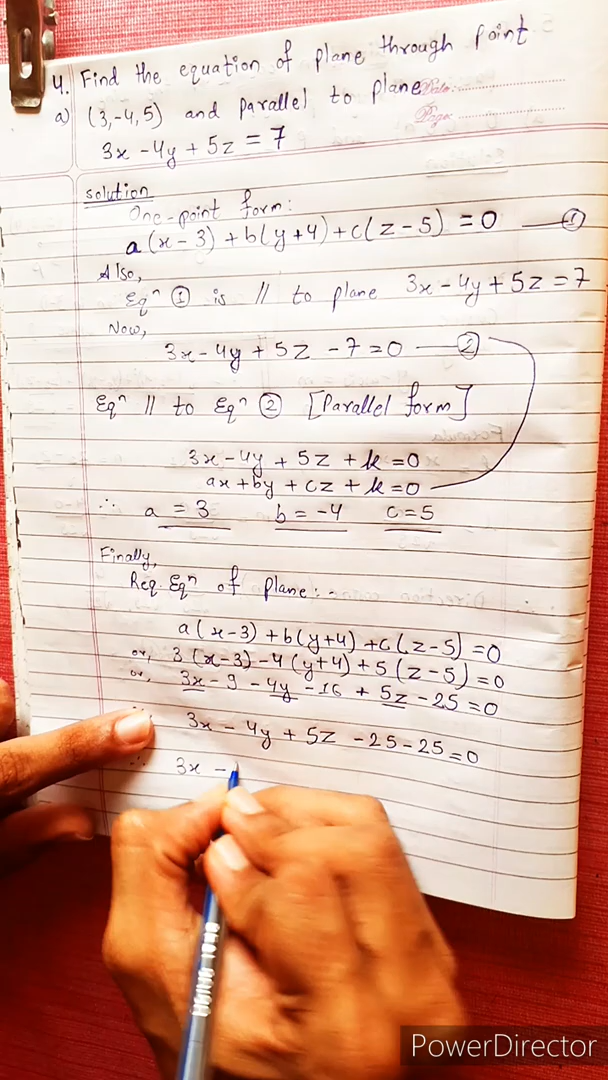 4. Find the equation of plane through point
a) (3,-4,5) and parallel to plane
Date:
Page:
3x - 4y + 5z = 7
solution
One-point form:
a(x-3) + b(y+4) + c(z-5) = 0 — ①
Also,
Eqⁿ ① is // to plane 3x - 4y + 5z = 7
Now,
3x - 4y + 5z - 7 = 0 — ②
Eqⁿ // to Eqⁿ ② [Parallel form]
3x - 4y + 5z + k = 0
ax + by + cz + k = 0
∴ a = 3 b = -4 c = 5
Finally,
Req. Eqⁿ of plane:-
a(x-3) + b(y+4) + c(z-5) = 0
or, 3(x-3) - 4(y+4) + 5(z-5) = 0
or, 3x - 9 - 4y - 16 + 5z - 25 = 0
3x - 4y + 5z - 25 - 25 = 0
∴ 3x -
PowerDirector